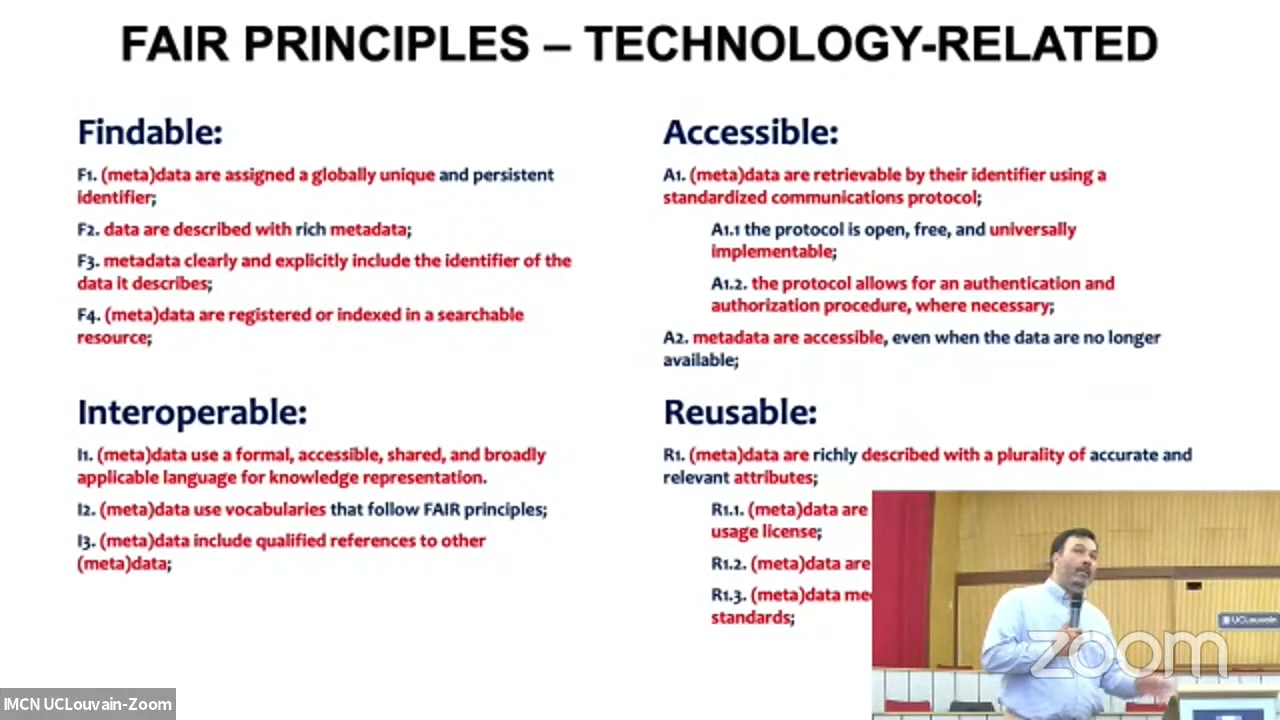 FAIR PRINCIPLES – TECHNOLOGY-RELATED
Findable:
F1. (meta)data are assigned a globally unique and persistent
identifier;
F2. data are described with rich metadata;
F3. metadata clearly and explicitly include the identifier of the
data it describes;
F4. (meta)data are registered or indexed in a searchable
resource;
Accessible:
A1. (meta)data are retrievable by their identifier using a
standardized communications protocol;
A1.1 the protocol is open, free, and universally
implementable;
A1.2. the protocol allows for an authentication and
authorization procedure, where necessary;
A2. metadata are accessible, even when the data are no longer
available;
Interoperable:
I1. (meta)data use a formal, accessible, shared, and broadly
applicable language for knowledge representation.
I2. (meta)data use vocabularies that follow FAIR principles;
I3. (meta)data include qualified references to other
(meta)data;
Reusable:
R1. (meta)data are richly described with a plurality of accurate and
relevant attributes;
R1.1. (meta)data are
usage license;
R1.2. (meta)data are
R1.3. (meta)data me
standards;
UCLouvain
zoom
IMCN UCLouvain-Zoom